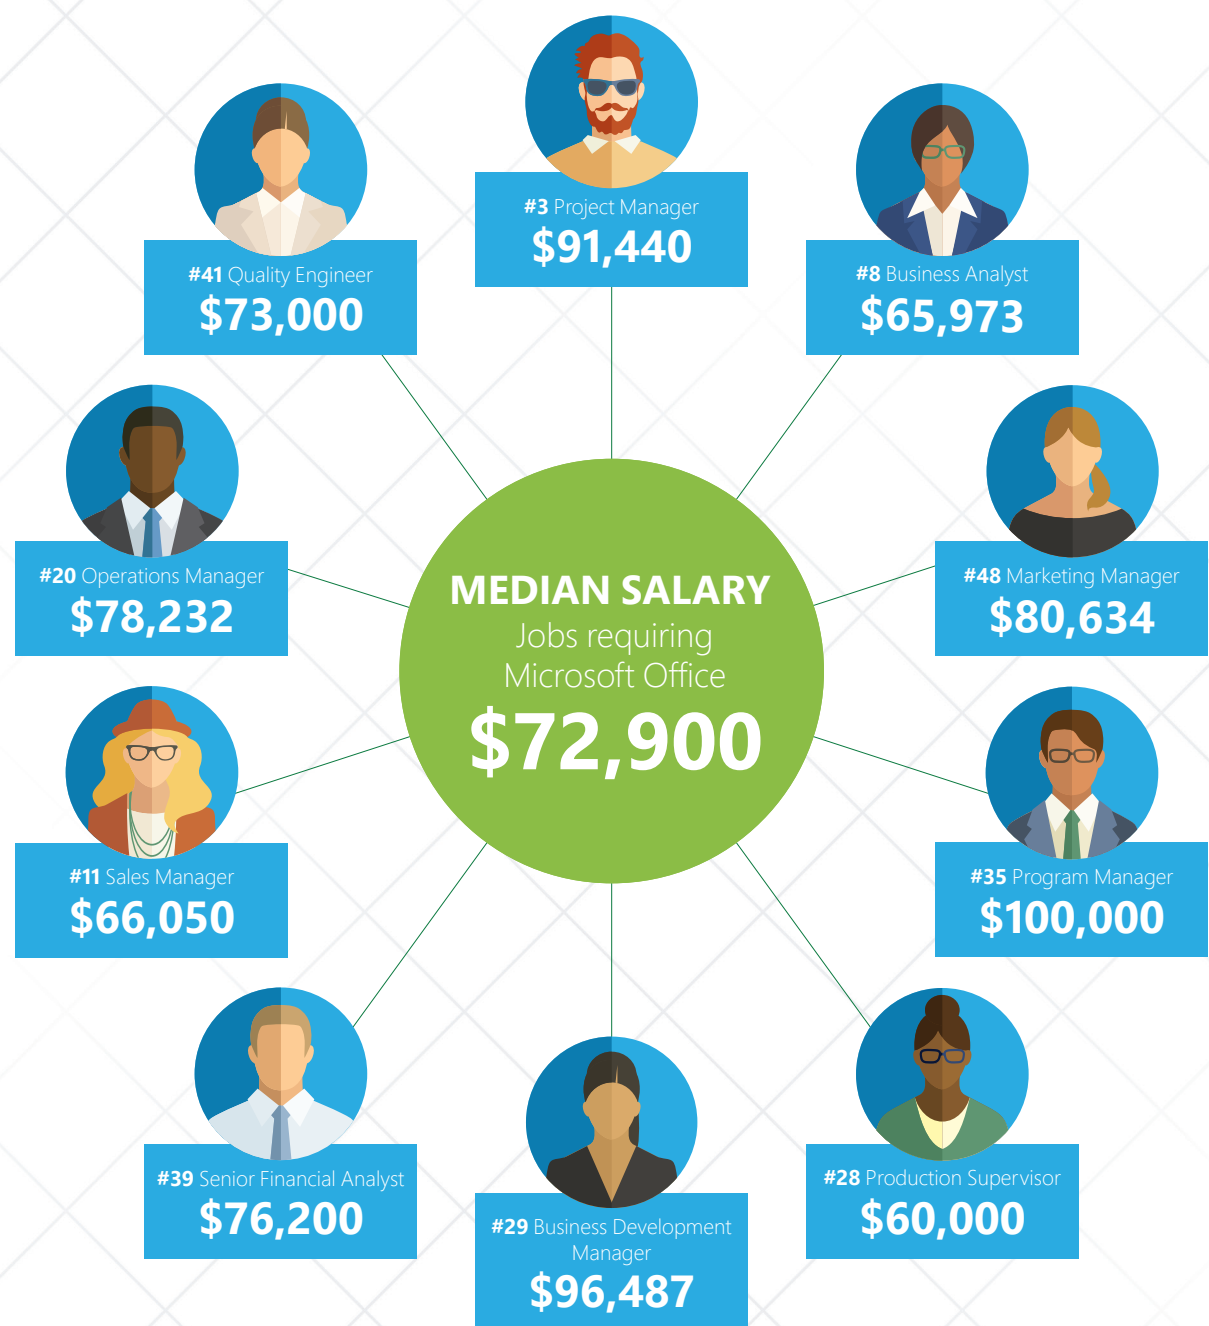 #3 Project Manager
$91,440
#41 Quality Engineer
$73,000
#8 Business Analyst
$65,973
#20 Operations Manager
$78,232
MEDIAN SALARY
Jobs requiring
Microsoft Office
$72,900
#48 Marketing Manager
$80,634
#11 Sales Manager
$66,050
#35 Program Manager
$100,000
#39 Senior Financial Analyst
$76,200
#29 Business Development
Manager
$96,487
#28 Production Supervisor
$60,000